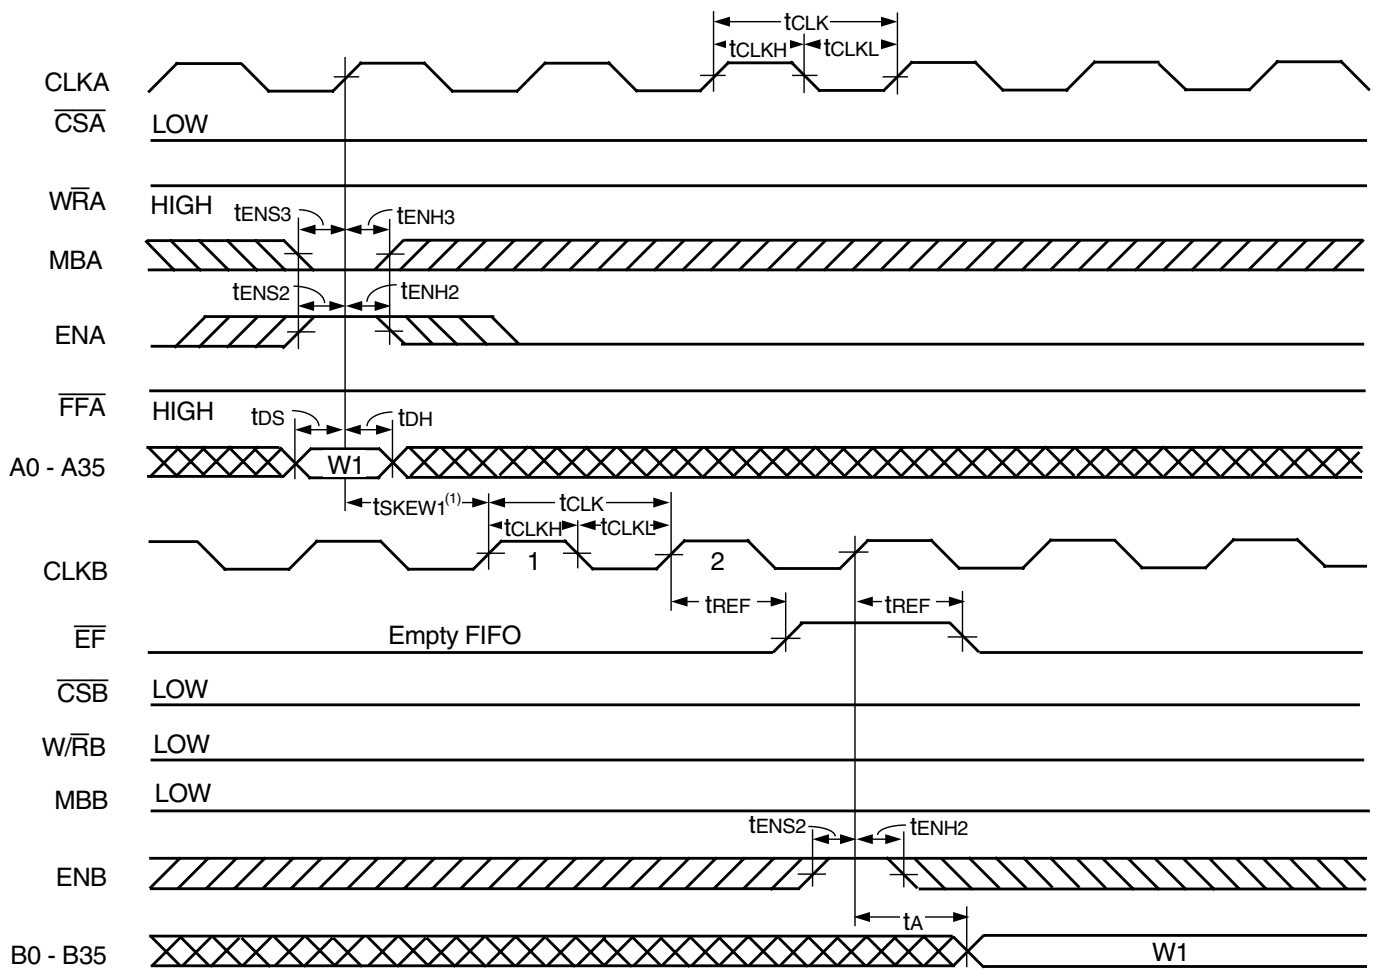 tCLK
tCLKH tCLKL
CLKA
CSA LOW
WRA HIGH
tENS3 tENH3
MBA
tENS2 tENH2
ENA
FFA HIGH
tDS tDH
A0 - A35 W1
tSKEW1(1) tCLK
tCLKH tCLKL
CLKB 1 2
tREF tREF
EF Empty FIFO
CSB LOW
W/RB LOW
MBB LOW
tENS2 tENH2
ENB
tA
B0 - B35 W1